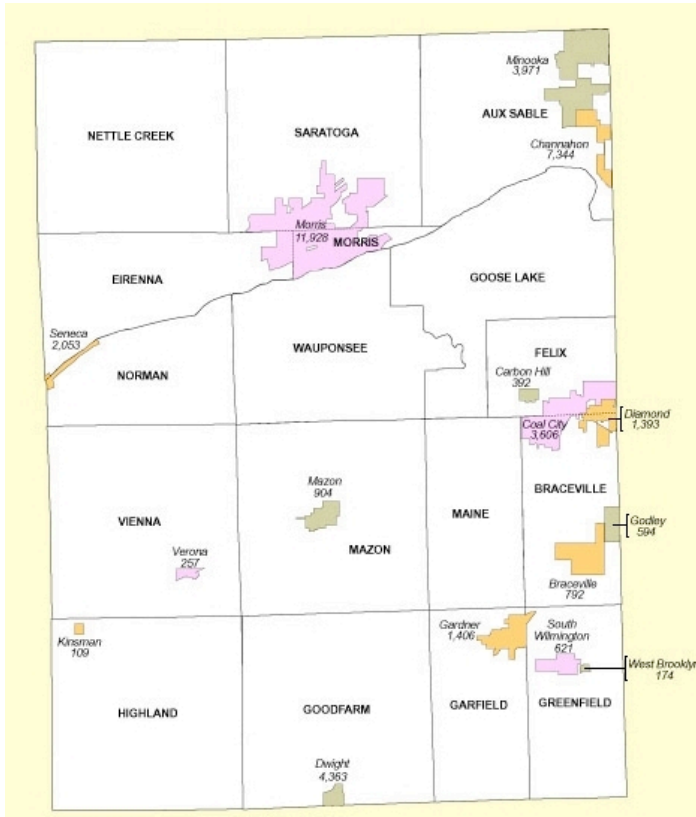 Minooka
3,971
AUX SABLE
NETTLE CREEK
SARATOGA
Channahon
7,344
Morris
11,928
MORRIS
EIRENNA
GOOSE LAKE
Seneca
2,053
WAUPONSEE
FELIX
NORMAN
Carbon Hill
392
Coal City
3,606
Diamond
1,393
Mazon
904
BRACEVILLE
VIENNA
MAINE
Godley
594
MAZON
Verona
257
Braceville
792
Kinsman
109
Gardner
1,406
South
Wilmington
621
West Brooklyn
174
HIGHLAND
GOODFARM
GARFIELD
GREENFIELD
Dwight
4,363